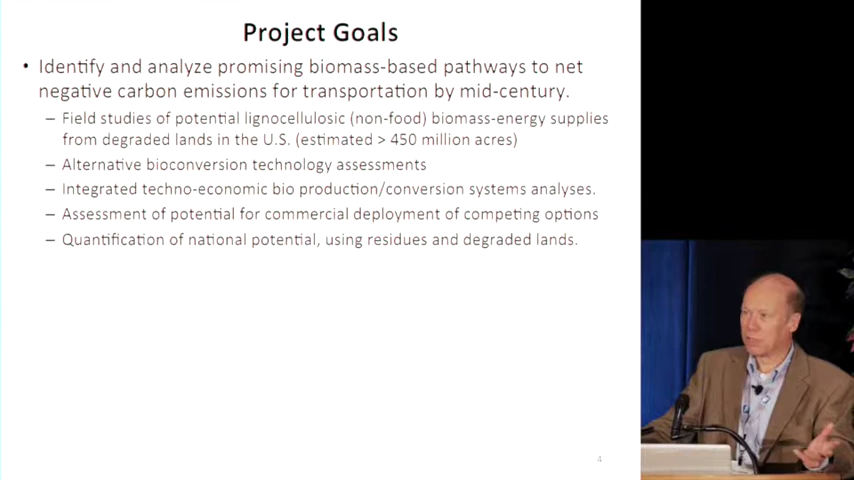 Project Goals
• Identify and analyze promising biomass-based pathways to net
negative carbon emissions for transportation by mid-century.
– Field studies of potential lignocellulosic (non-food) biomass-energy supplies
from degraded lands in the U.S. (estimated > 450 million acres)
– Alternative bioconversion technology assessments
– Integrated techno-economic bio production/conversion systems analyses.
– Assessment of potential for commercial deployment of competing options
– Quantification of national potential, using residues and degraded lands.
4